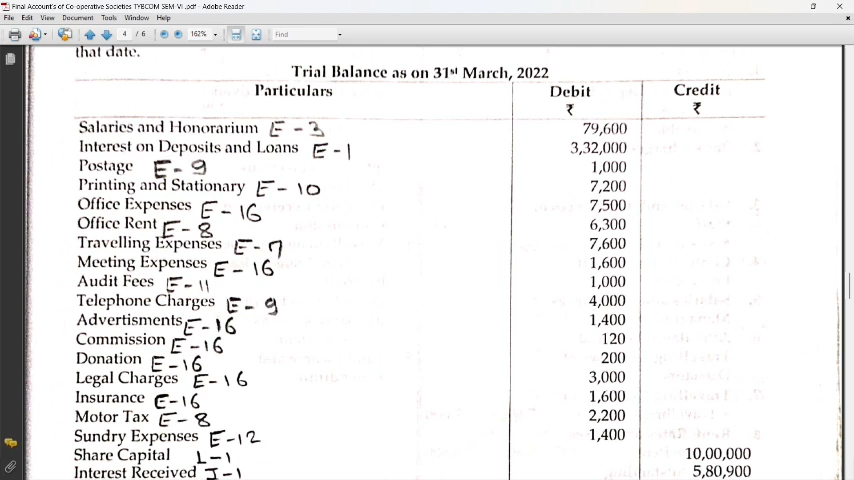 Final Account's of Co-operative Societies TYBCOM SEM-VI .pdf - Adobe Reader
File Edit View Document Tools Window Help
4 / 6 162% Find
that date.
Trial Balance as on 31st March, 2022
Particulars Debit Credit
₹ ₹
Salaries and Honorarium E - 3 79,600
Interest on Deposits and Loans E - 1 3,32,000
Postage E - 9 1,000
Printing and Stationary E - 10 7,200
Office Expenses E - 16 7,500
Office Rent E - 8 6,300
Travelling Expenses E - 7 7,600
Meeting Expenses E - 16 1,600
Audit Fees E - 11 1,000
Telephone Charges E - 9 4,000
Advertisments E - 16 1,400
Commission E - 16 120
Donation E - 16 200
Legal Charges E - 16 3,000
Insurance E - 16 1,600
Motor Tax E - 8 2,200
Sundry Expenses E - 12 1,400
Share Capital L - 1 10,00,000
Interest Received I - 1 5,80,900